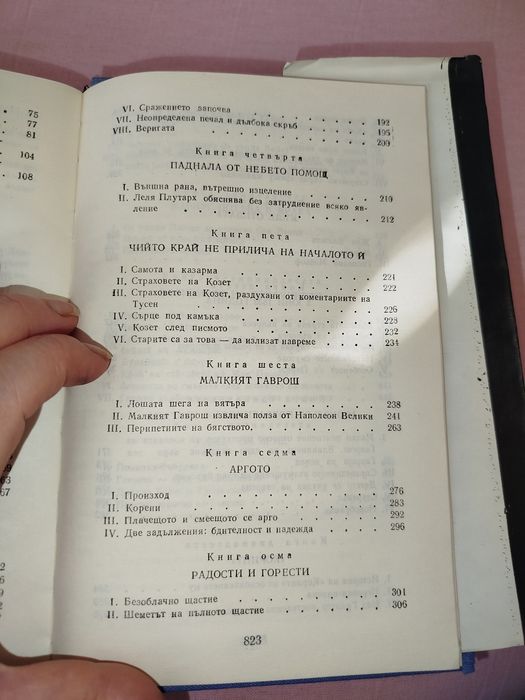 75
77
81
104
108
67
VI. Сражението започва . . . . . . . . 192
VII. Неопределена печал и дълбока скръб . . . . . 195
VIII. Веригата . . . . . . . . . . 200
Книга четвърта
ПАДНАЛА ОТ НЕБЕТО ПОМОЩ
I. Външна рана, вътрешно изцеление . . . . . 210
II. Леля Плутарх обяснява без затруднение всяко яв-
ление . . . . . . . . . . 212
Книга пета
ЧИЙТО КРАЙ НЕ ПРИЛИЧА НА НАЧАЛОТО Й
I. Самота и казарма . . . . . . . . 221
II. Страховете на Козет . . . . . . . . 222
III. Страховете на Козет, раздухани от коментариите на
Тусен . . . . . . . . . . 226
IV. Сърце под камъка . . . . . . . . 228
V. Козет след писмото . . . . . . . . 232
VI. Старите са за това — да излизат навреме . . . . 234
Книга шеста
МАЛКИЯТ ГАВРОШ
I. Лошата шега на вятъра . . . . . . . 238
II. Малкият Гаврош извлича полза от Наполеон Велики 241
III. Перипетиите на бягството. . . . . . . . 263
Книга седма
АРГОТО
I. Произход . . . . . . . . . . 276
II. Корени . . . . . . . . . . 283
III. Плачещото и смеещото се арго . . . . . . 292
IV. Две задължения: бдителност и надежда . . . . 296
Книга осма
РАДОСТИ И ГОРЕСТИ
I. Безоблачно щастие . . . . . . . . 301
II. Шеметът на пълното щастие . . . . . . 306
823